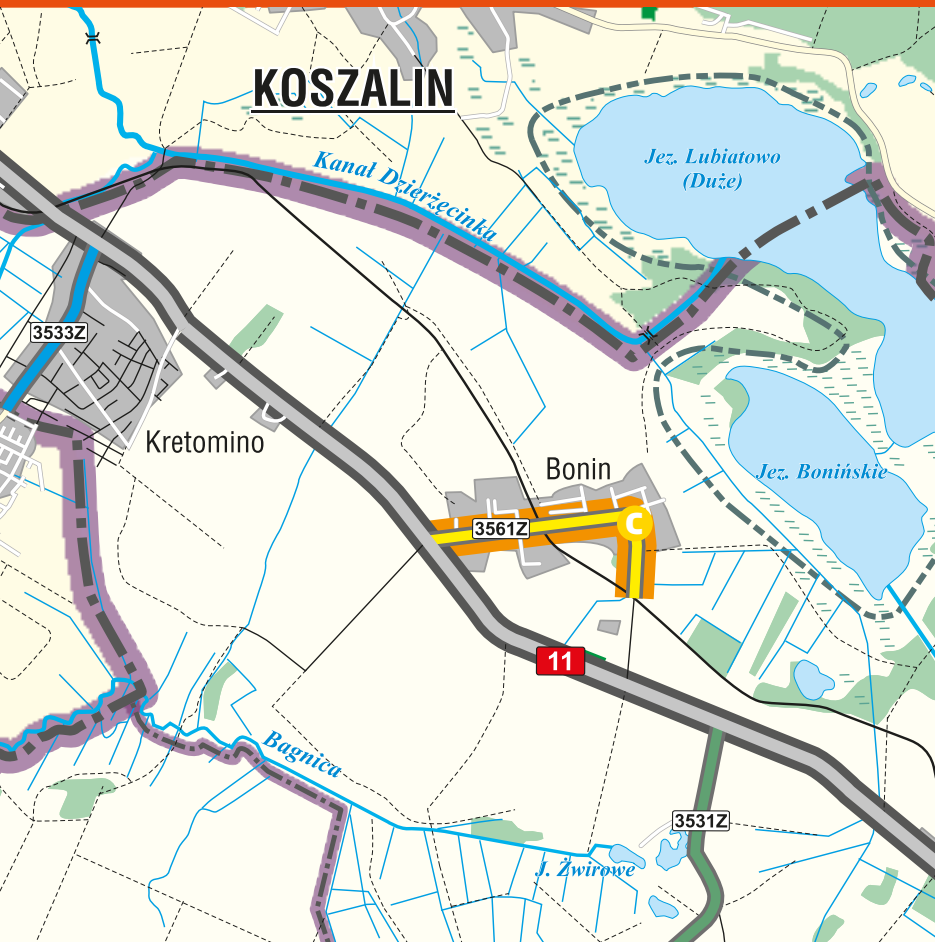 KOSZALIN
Jez. Lubiatowo
(Duże)
Kanał Dzierżęcinka
3533Z
Kretomino
Bonin
Jez. Bonińskie
3561Z
C
11
Bagnica
3531Z
J. Żwirowe